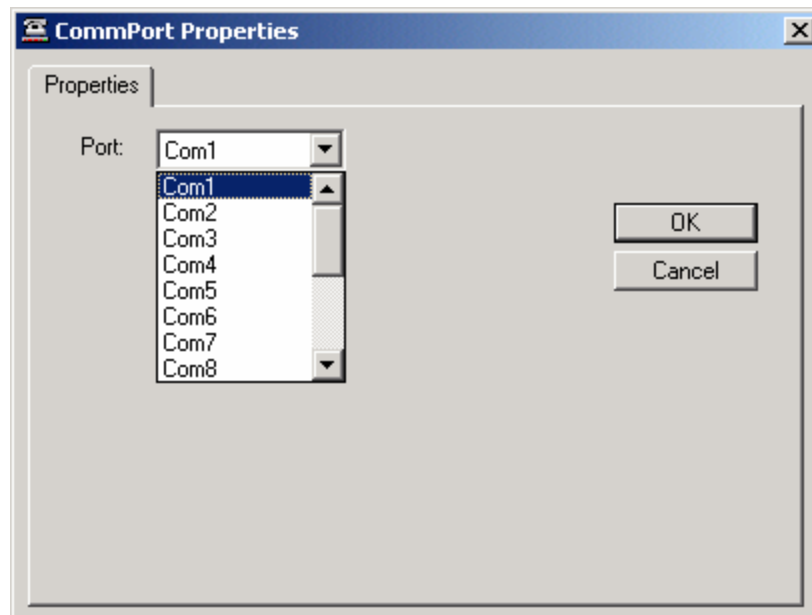 CommPort Properties
Properties
Port:
Com1
Com1
Com2
Com3
Com4
Com5
Com6
Com7
Com8
OK
Cancel